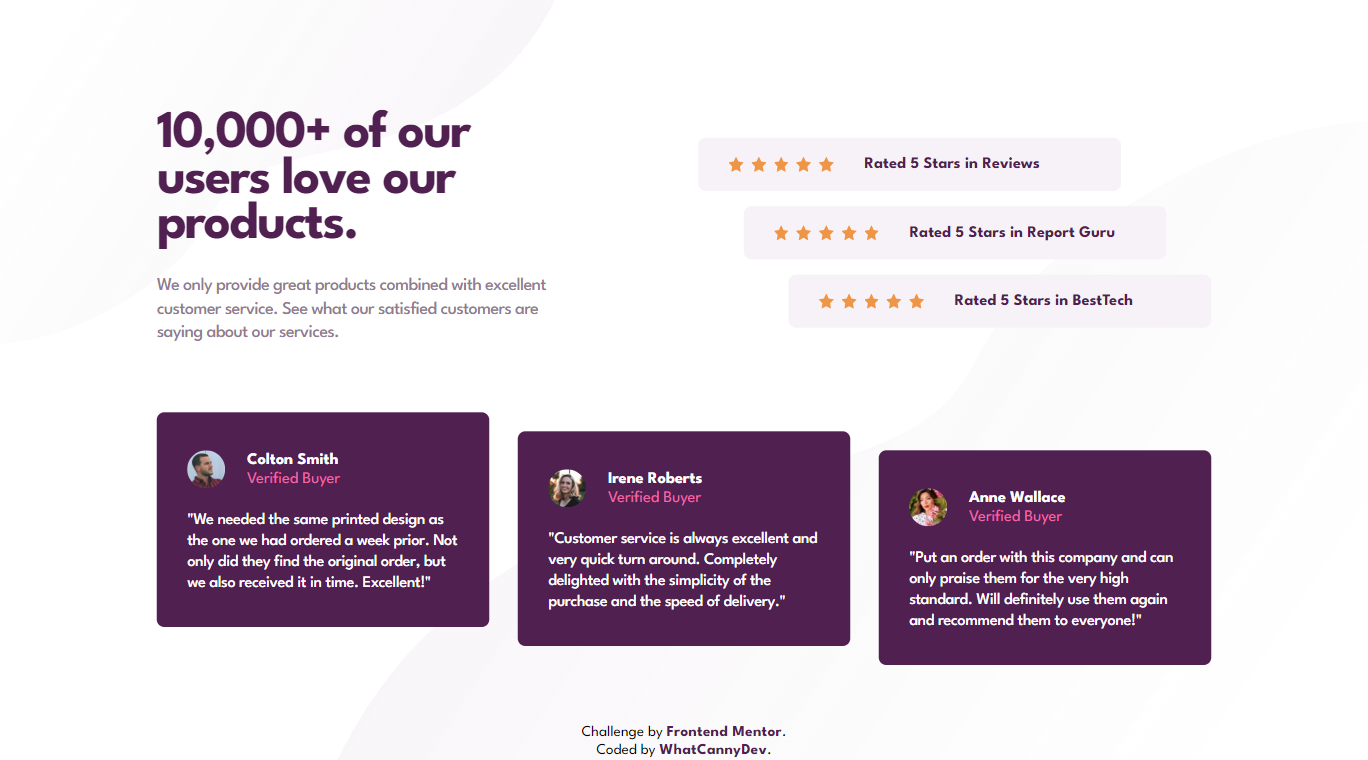 10,000+ of our
users love our
products.
We only provide great products combined with excellent
customer service. See what our satisfied customers are
saying about our services.
Rated 5 Stars in Reviews
Rated 5 Stars in Report Guru
Rated 5 Stars in BestTech
Colton Smith
Verified Buyer
"We needed the same printed design as
the one we had ordered a week prior. Not
only did they find the original order, but
we also received it in time. Excellent!"
Irene Roberts
Verified Buyer
"Customer service is always excellent and
very quick turn around. Completely
delighted with the simplicity of the
purchase and the speed of delivery."
Anne Wallace
Verified Buyer
"Put an order with this company and can
only praise them for the very high
standard. Will definitely use them again
and recommend them to everyone!"
Challenge by Frontend Mentor.
Coded by WhatCannyDev.